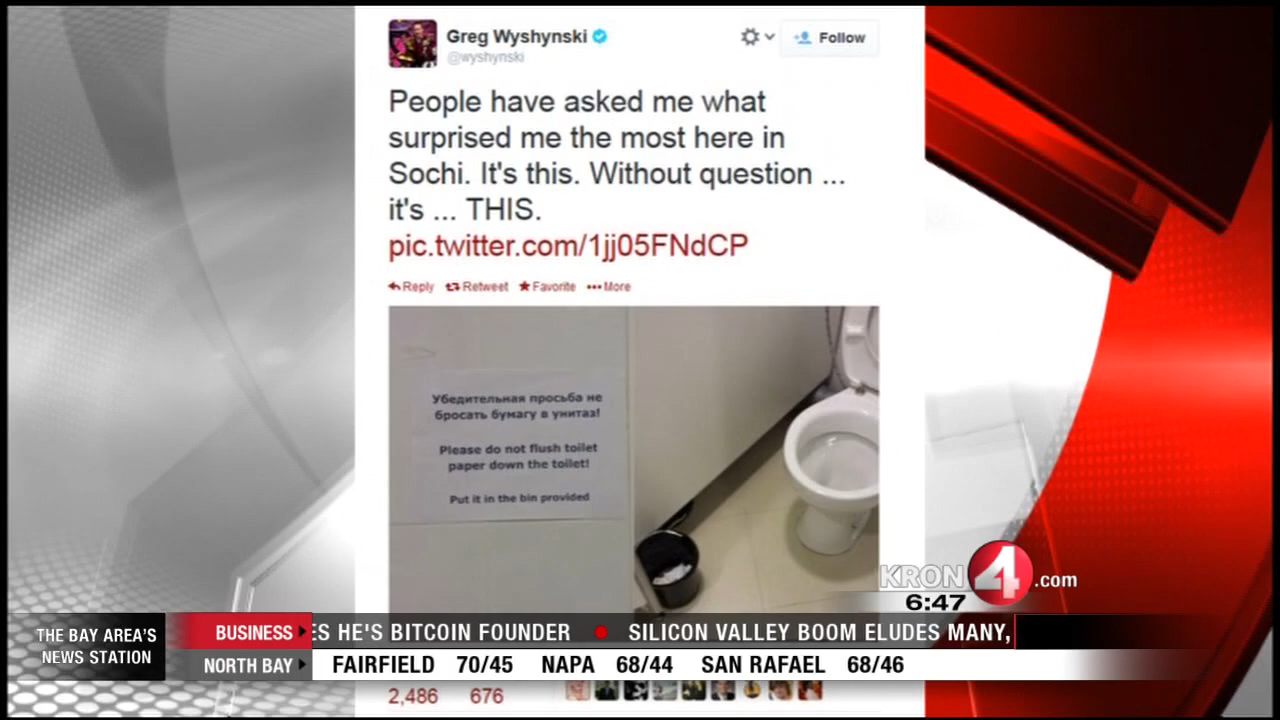 Greg Wyshynski
@wyshynski
Follow
People have asked me what
surprised me the most here in
Sochi. It's this. Without question ...
it's ... THIS.
pic.twitter.com/1jj05FNdCP
Reply Retweet Favorite More
Убедительная просьба не
бросать бумагу в унитаз!
Please do not flush toilet
paper down the toilet!
Put it in the bin provided
KRON 4 .com
6:47
THE BAY AREA'S
NEWS STATION
BUSINESS ES HE'S BITCOIN FOUNDER SILICON VALLEY BOOM ELUDES MANY,
NORTH BAY FAIRFIELD 70/45 NAPA 68/44 SAN RAFAEL 68/46
2,486 676